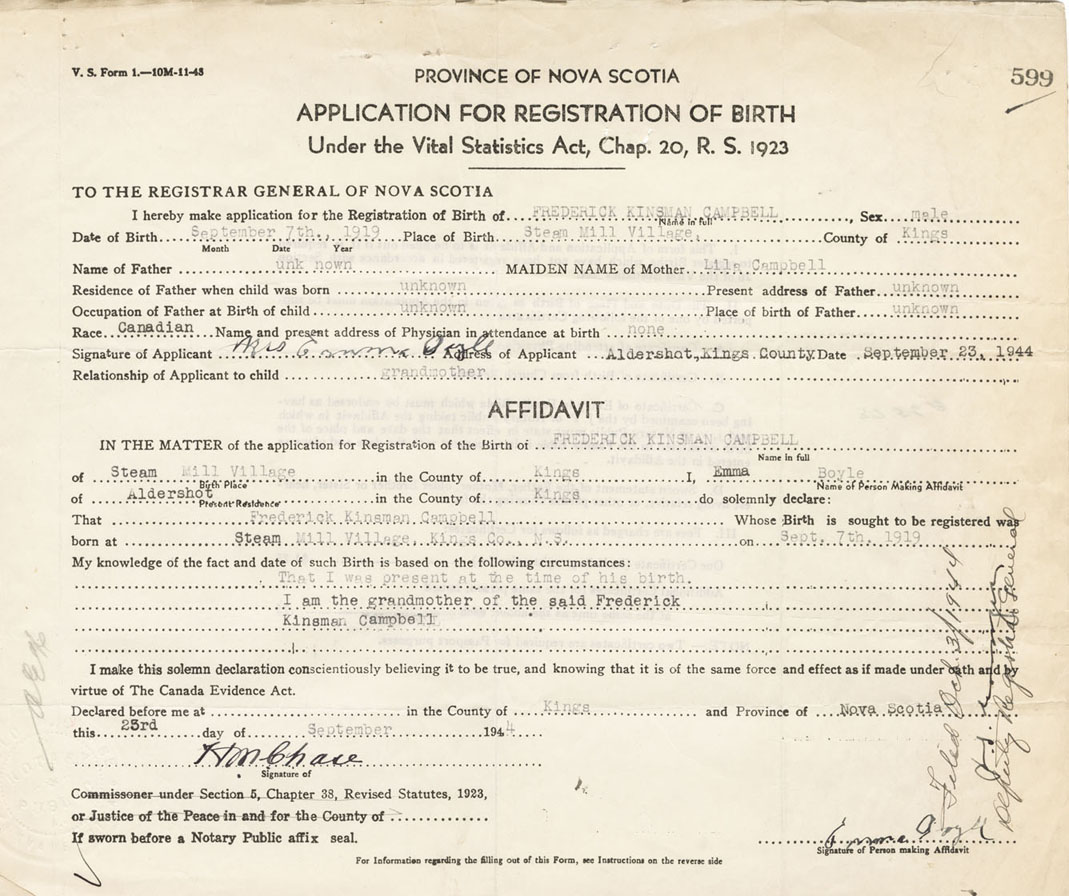 V. S. Form 1.—10M-11-43
PROVINCE OF NOVA SCOTIA
599
APPLICATION FOR REGISTRATION OF BIRTH
Under the Vital Statistics Act, Chap. 20, R. S. 1923
TO THE REGISTRAR GENERAL OF NOVA SCOTIA
I hereby make application for the Registration of Birth of FREDERICK KINSMAN CAMPBELL, Sex male
Name in full
Date of Birth September 7th., 1919 Place of Birth Steam Mill Village, County of Kings
Month Date Year
Name of Father unk nown MAIDEN NAME of Mother Lila Campbell
Residence of Father when child was born unknown Present address of Father unknown
Occupation of Father at Birth of child unknown Place of birth of Father unknown
Race Canadian Name and present address of Physician in attendance at birth none
Signature of Applicant Mrs Emma Boyle Address of Applicant Aldershot, Kings County Date September 23, 1944
Relationship of Applicant to child grandmother
AFFIDAVIT
IN THE MATTER of the application for Registration of the Birth of FREDERICK KINSMAN CAMPBELL
Name in full
of Steam Mill Village in the County of Kings I, Emma Boyle
Birth Place Name of Person Making Affidavit
of Aldershot in the County of Kings do solemnly declare:
Present Residence
That Frederick Kinsman Campbell Whose Birth is sought to be registered was
born at Steam Mill Village, Kings Co., N.S. on Sept. 7th. 1919
My knowledge of the fact and date of such Birth is based on the following circumstances:
That I was present at the time of his birth.
I am the grandmother of the said Frederick
Kinsman Campbell
I make this solemn declaration conscientiously believing it to be true, and knowing that it is of the same force and effect as if made under oath and by
virtue of The Canada Evidence Act.
Declared before me at in the County of Kings and Province of Nova Scotia
this 23rd day of September 1944
H M Chase
Signature of
Commissoner under Section 5, Chapter 38, Revised Statutes, 1923,
or Justice of the Peace in and for the County of
If sworn before a Notary Public affix seal.
Emma Boyle
Signature of Person making Affidavit
For Information regarding the filling out of this Form, see Instructions on the reverse side
Filed Oct. 3/1944
Deputy Registrar General